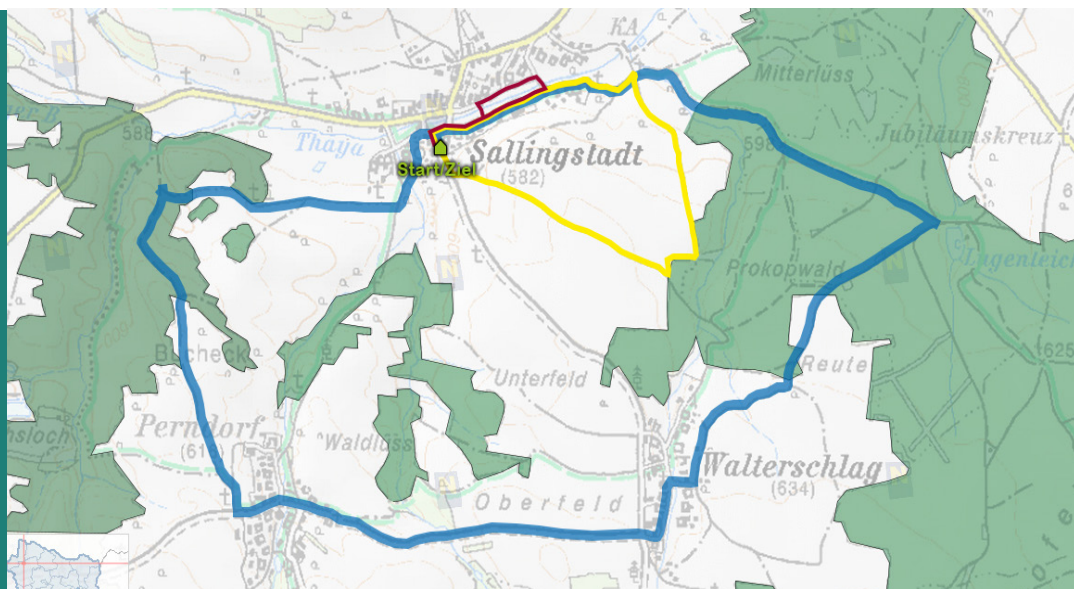 KA
Mitterlüss
588
Thaya
Jubiläumskreuz
598
Sallingstadt
Start/Ziel
(582)
Lugenteich
Prokopwald
Bucheck
Reute
625
Unterfeld
Perndorf
Waldlüss
Walterschlag
(634)
Oberfeld